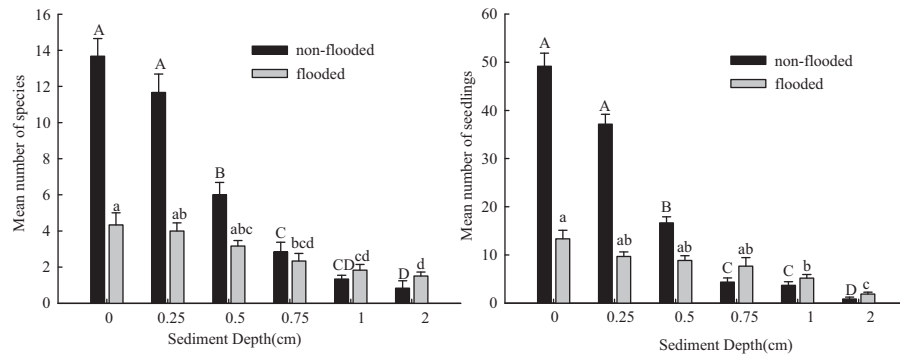 16
14
12
10
8
6
4
2
0
Mean number of species
non-flooded
flooded
A
a
A
ab
B
abc
C
bcd
CD
cd
D
d
0 0.25 0.5 0.75 1 2
Sediment Depth(cm)
60
50
40
30
20
10
0
Mean number of seedlings
non-flooded
flooded
A
a
A
ab
B
ab
C
ab
C
b
D
c
0 0.25 0.5 0.75 1 2
Sediment Depth(cm)